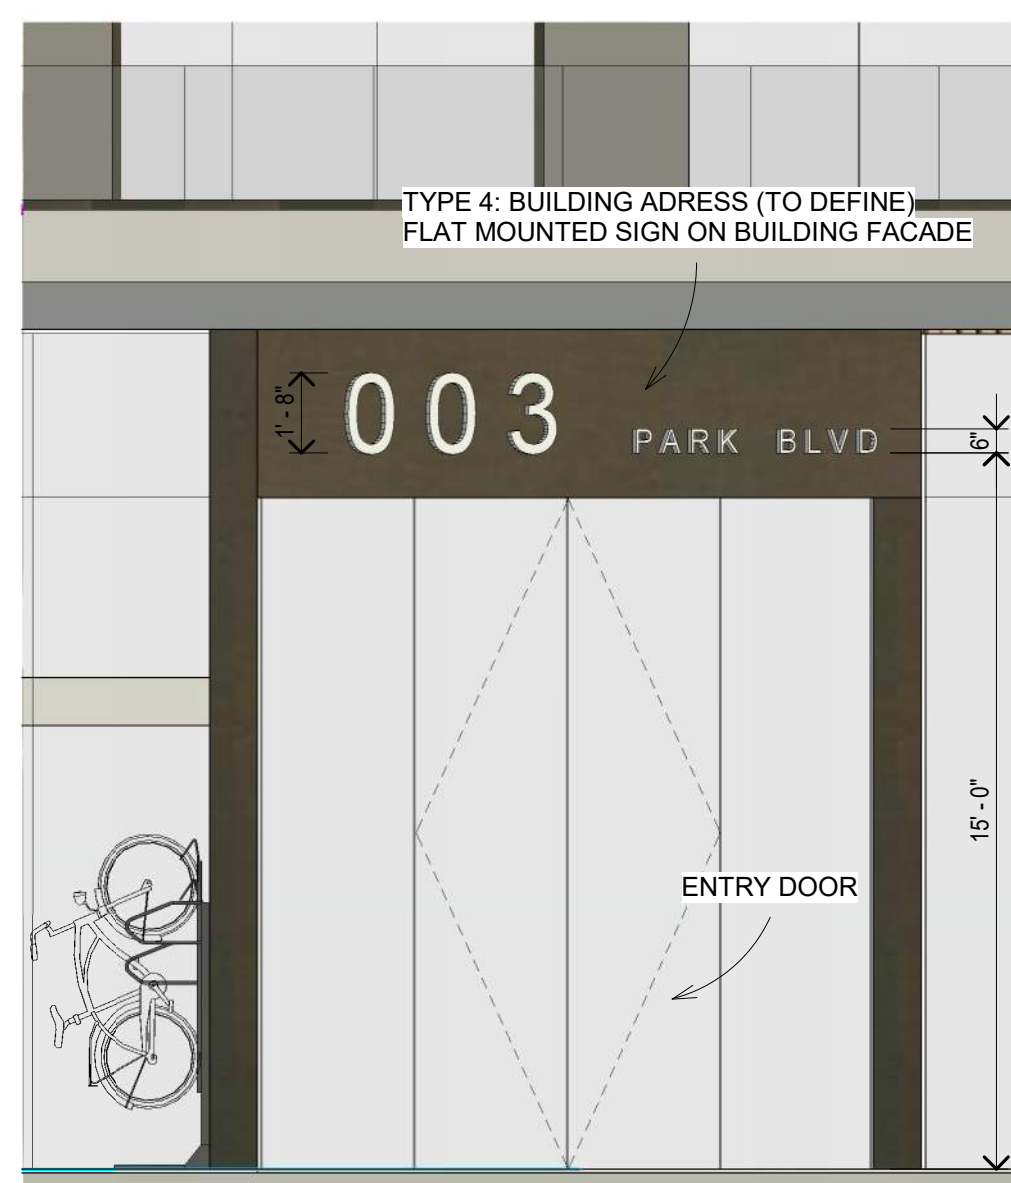 TYPE 4: BUILDING ADRESS (TO DEFINE)
FLAT MOUNTED SIGN ON BUILDING FACADE
1' - 8"
003
PARK BLVD
6"
15' - 0"
ENTRY DOOR